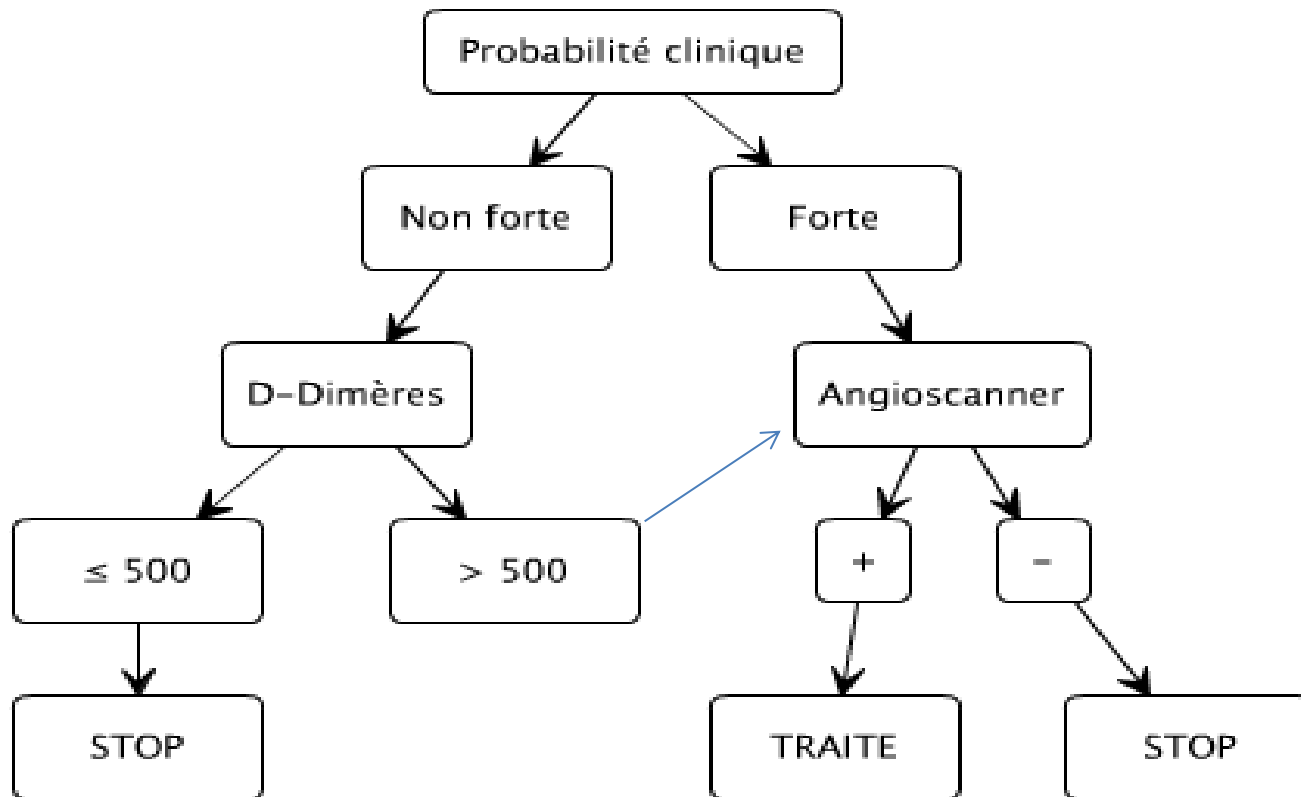 Probabilité clinique
Non forte
Forte
D-Dimères
Angioscanner
≤ 500
> 500
+
-
STOP
TRAITE
STOP